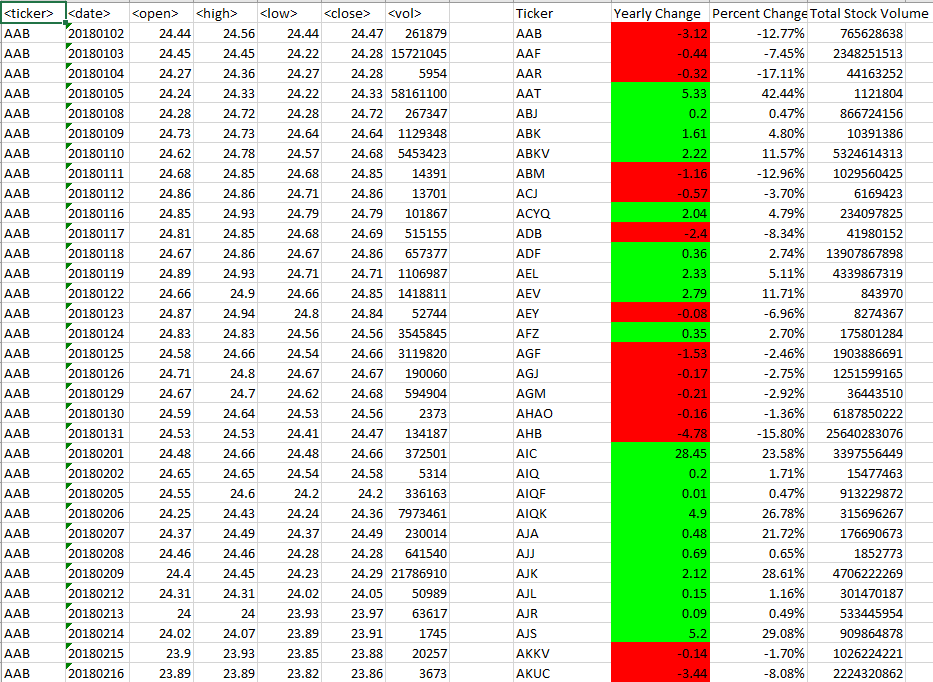 <ticker> <date> <open> <high> <low> <close> <vol> Ticker Yearly Change Percent Change Total Stock Volume
AAB 20180102 24.44 24.56 24.44 24.47 261879 AAB -3.12 -12.77% 765628638
AAB 20180103 24.45 24.45 24.22 24.28 15721045 AAF -0.44 -7.45% 2348251513
AAB 20180104 24.27 24.36 24.27 24.28 5954 AAR -0.32 -17.11% 44163252
AAB 20180105 24.24 24.33 24.22 24.33 58161100 AAT 5.33 42.44% 1121804
AAB 20180108 24.28 24.72 24.28 24.72 267347 ABJ 0.2 0.47% 866724156
AAB 20180109 24.73 24.73 24.64 24.64 1129348 ABK 1.61 4.80% 10391386
AAB 20180110 24.62 24.78 24.57 24.68 5453423 ABKV 2.22 11.57% 5324614313
AAB 20180111 24.68 24.85 24.68 24.85 14391 ABM -1.16 -12.96% 1029560425
AAB 20180112 24.86 24.86 24.71 24.86 13701 ACJ -0.57 -3.70% 6169423
AAB 20180116 24.85 24.93 24.79 24.79 101867 ACYQ 2.04 4.79% 234097825
AAB 20180117 24.81 24.85 24.68 24.69 515155 ADB -2.4 -8.34% 41980152
AAB 20180118 24.67 24.86 24.67 24.86 657377 ADF 0.36 2.74% 13907867898
AAB 20180119 24.89 24.93 24.71 24.71 1106987 AEL 2.33 5.11% 4339867319
AAB 20180122 24.66 24.9 24.66 24.85 1418811 AEV 2.79 11.71% 843970
AAB 20180123 24.87 24.94 24.8 24.84 52744 AEY -0.08 -6.96% 8274367
AAB 20180124 24.83 24.83 24.56 24.56 3545845 AFZ 0.35 2.70% 175801284
AAB 20180125 24.58 24.66 24.54 24.66 3119820 AGF -1.53 -2.46% 1903886691
AAB 20180126 24.71 24.8 24.67 24.67 190060 AGJ -0.17 -2.75% 1251599165
AAB 20180129 24.67 24.7 24.62 24.68 594904 AGM -0.21 -2.92% 36443510
AAB 20180130 24.59 24.64 24.53 24.56 2373 AHAO -0.16 -1.36% 6187850222
AAB 20180131 24.53 24.53 24.41 24.47 134187 AHB -4.78 -15.80% 25640283076
AAB 20180201 24.48 24.66 24.48 24.66 372501 AIC 28.45 23.58% 3397556449
AAB 20180202 24.65 24.65 24.54 24.58 5314 AIQ 0.2 1.71% 15477463
AAB 20180205 24.55 24.6 24.2 24.2 336163 AIQF 0.01 0.47% 913229872
AAB 20180206 24.25 24.43 24.24 24.36 7973461 AIQK 4.9 26.78% 315696267
AAB 20180207 24.37 24.49 24.37 24.49 230014 AJA 0.48 21.72% 176690673
AAB 20180208 24.46 24.46 24.28 24.28 641540 AJJ 0.69 0.65% 1852773
AAB 20180209 24.4 24.45 24.23 24.29 21786910 AJK 2.12 28.61% 4706222269
AAB 20180212 24.31 24.31 24.02 24.05 50989 AJL 0.15 1.16% 301470187
AAB 20180213 24 24 23.93 23.97 63617 AJR 0.09 0.49% 533445954
AAB 20180214 24.02 24.07 23.89 23.91 1745 AJS 5.2 29.08% 909864878
AAB 20180215 23.9 23.93 23.85 23.88 20257 AKKV -0.14 -1.70% 1026224221
AAB 20180216 23.89 23.89 23.82 23.86 3673 AKUC -3.44 -8.08% 2224320862